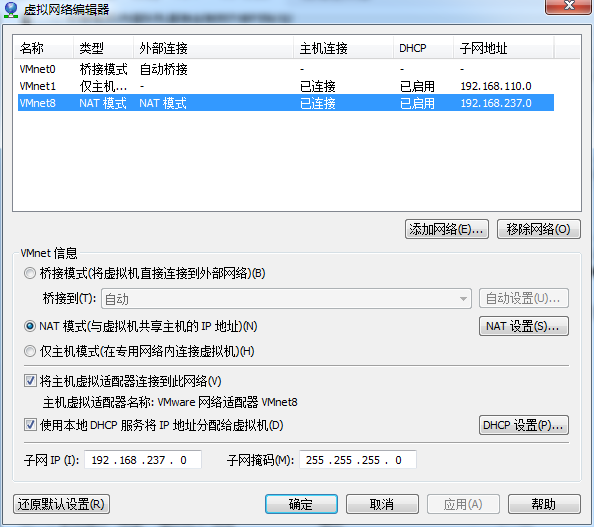 虚拟网络编辑器
名称 类型 外部连接 主机连接 DHCP 子网地址
VMnet0 桥接模式 自动桥接 - - -
VMnet1 仅主机... - 已连接 已启用 192.168.110.0
VMnet8 NAT 模式 NAT 模式 已连接 已启用 192.168.237.0
添加网络(E)... 移除网络(O)
VMnet 信息
桥接模式(将虚拟机直接连接到外部网络)(B)
桥接到(T): 自动 自动设置(U)...
NAT 模式(与虚拟机共享主机的 IP 地址)(N) NAT 设置(S)...
仅主机模式(在专用网络内连接虚拟机)(H)
将主机虚拟适配器连接到此网络(V)
主机虚拟适配器名称: VMware 网络适配器 VMnet8
使用本地 DHCP 服务将 IP 地址分配给虚拟机(D) DHCP 设置(P)...
子网 IP (I): 192 .168 .237 . 0 子网掩码(M): 255 .255 .255 . 0
还原默认设置(R) 确定 取消 应用(A) 帮助